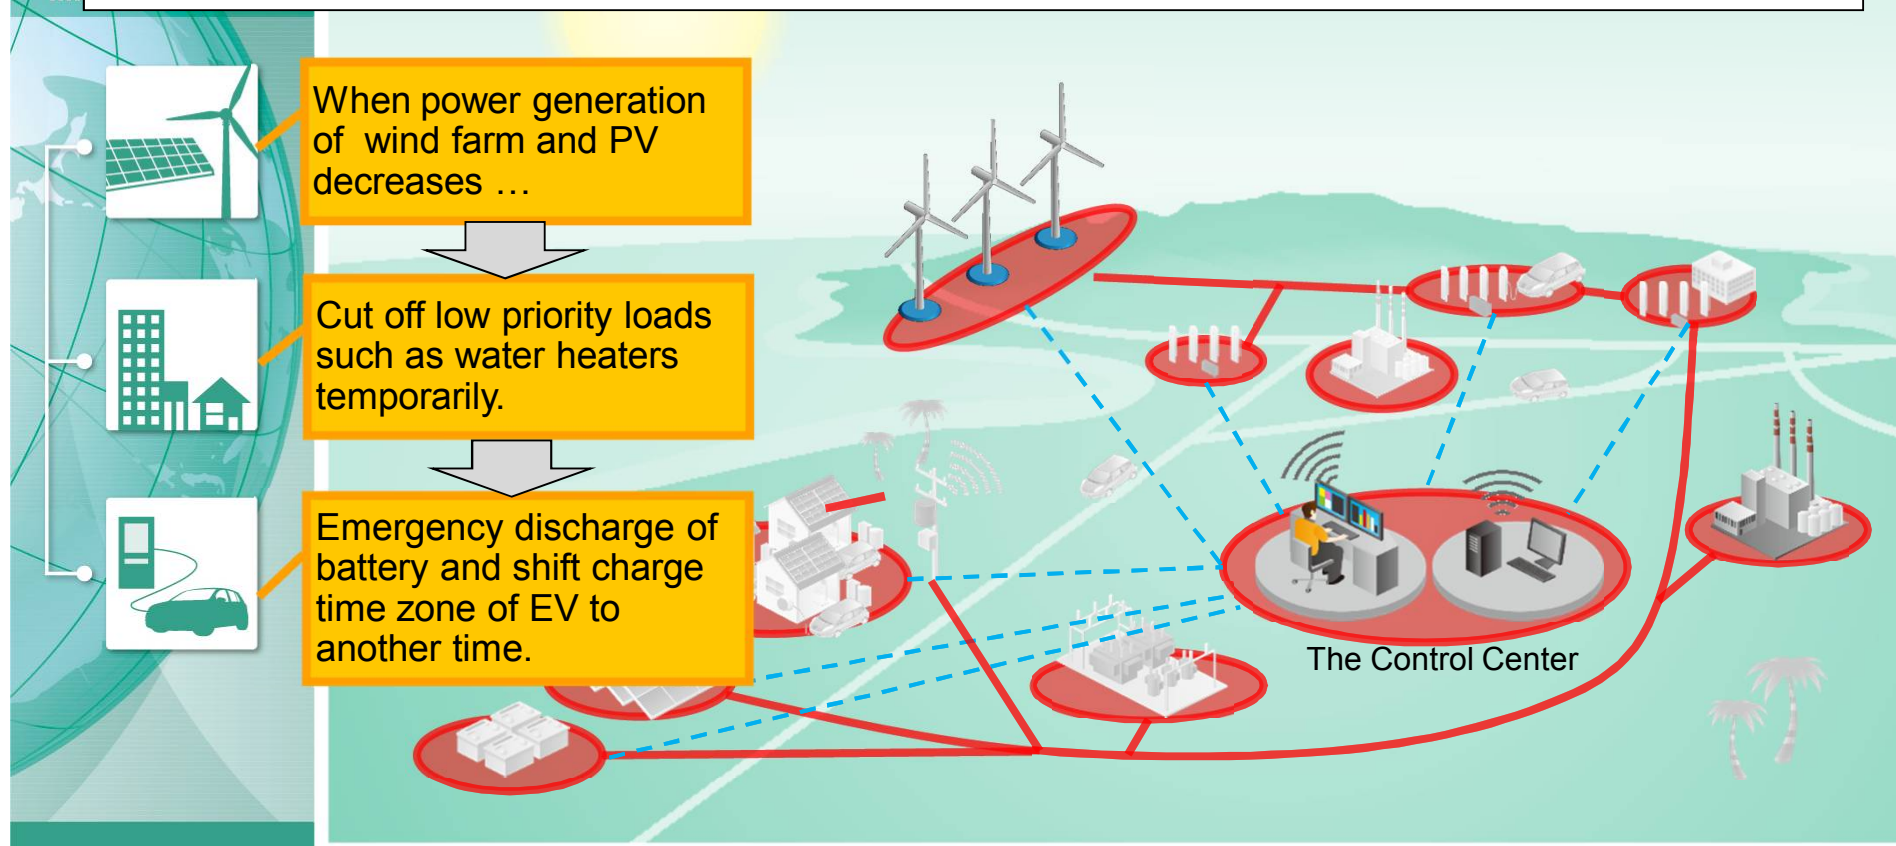 When power generation
of wind farm and PV
decreases …
Cut off low priority loads
such as water heaters
temporarily.
Emergency discharge of
battery and shift charge
time zone of EV to
another time.
The Control Center